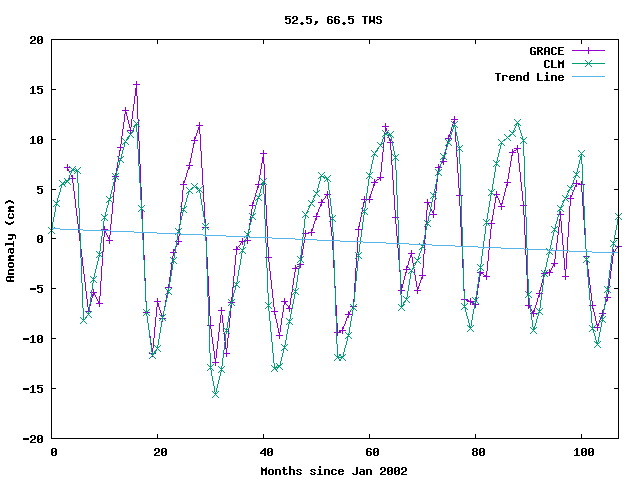 52.5, 66.5 TWS
GRACE
CLM
Trend Line
20
15
10
5
0
-5
-10
-15
-20
Anomaly (cm)
0 20 40 60 80 100
Months since Jan 2002